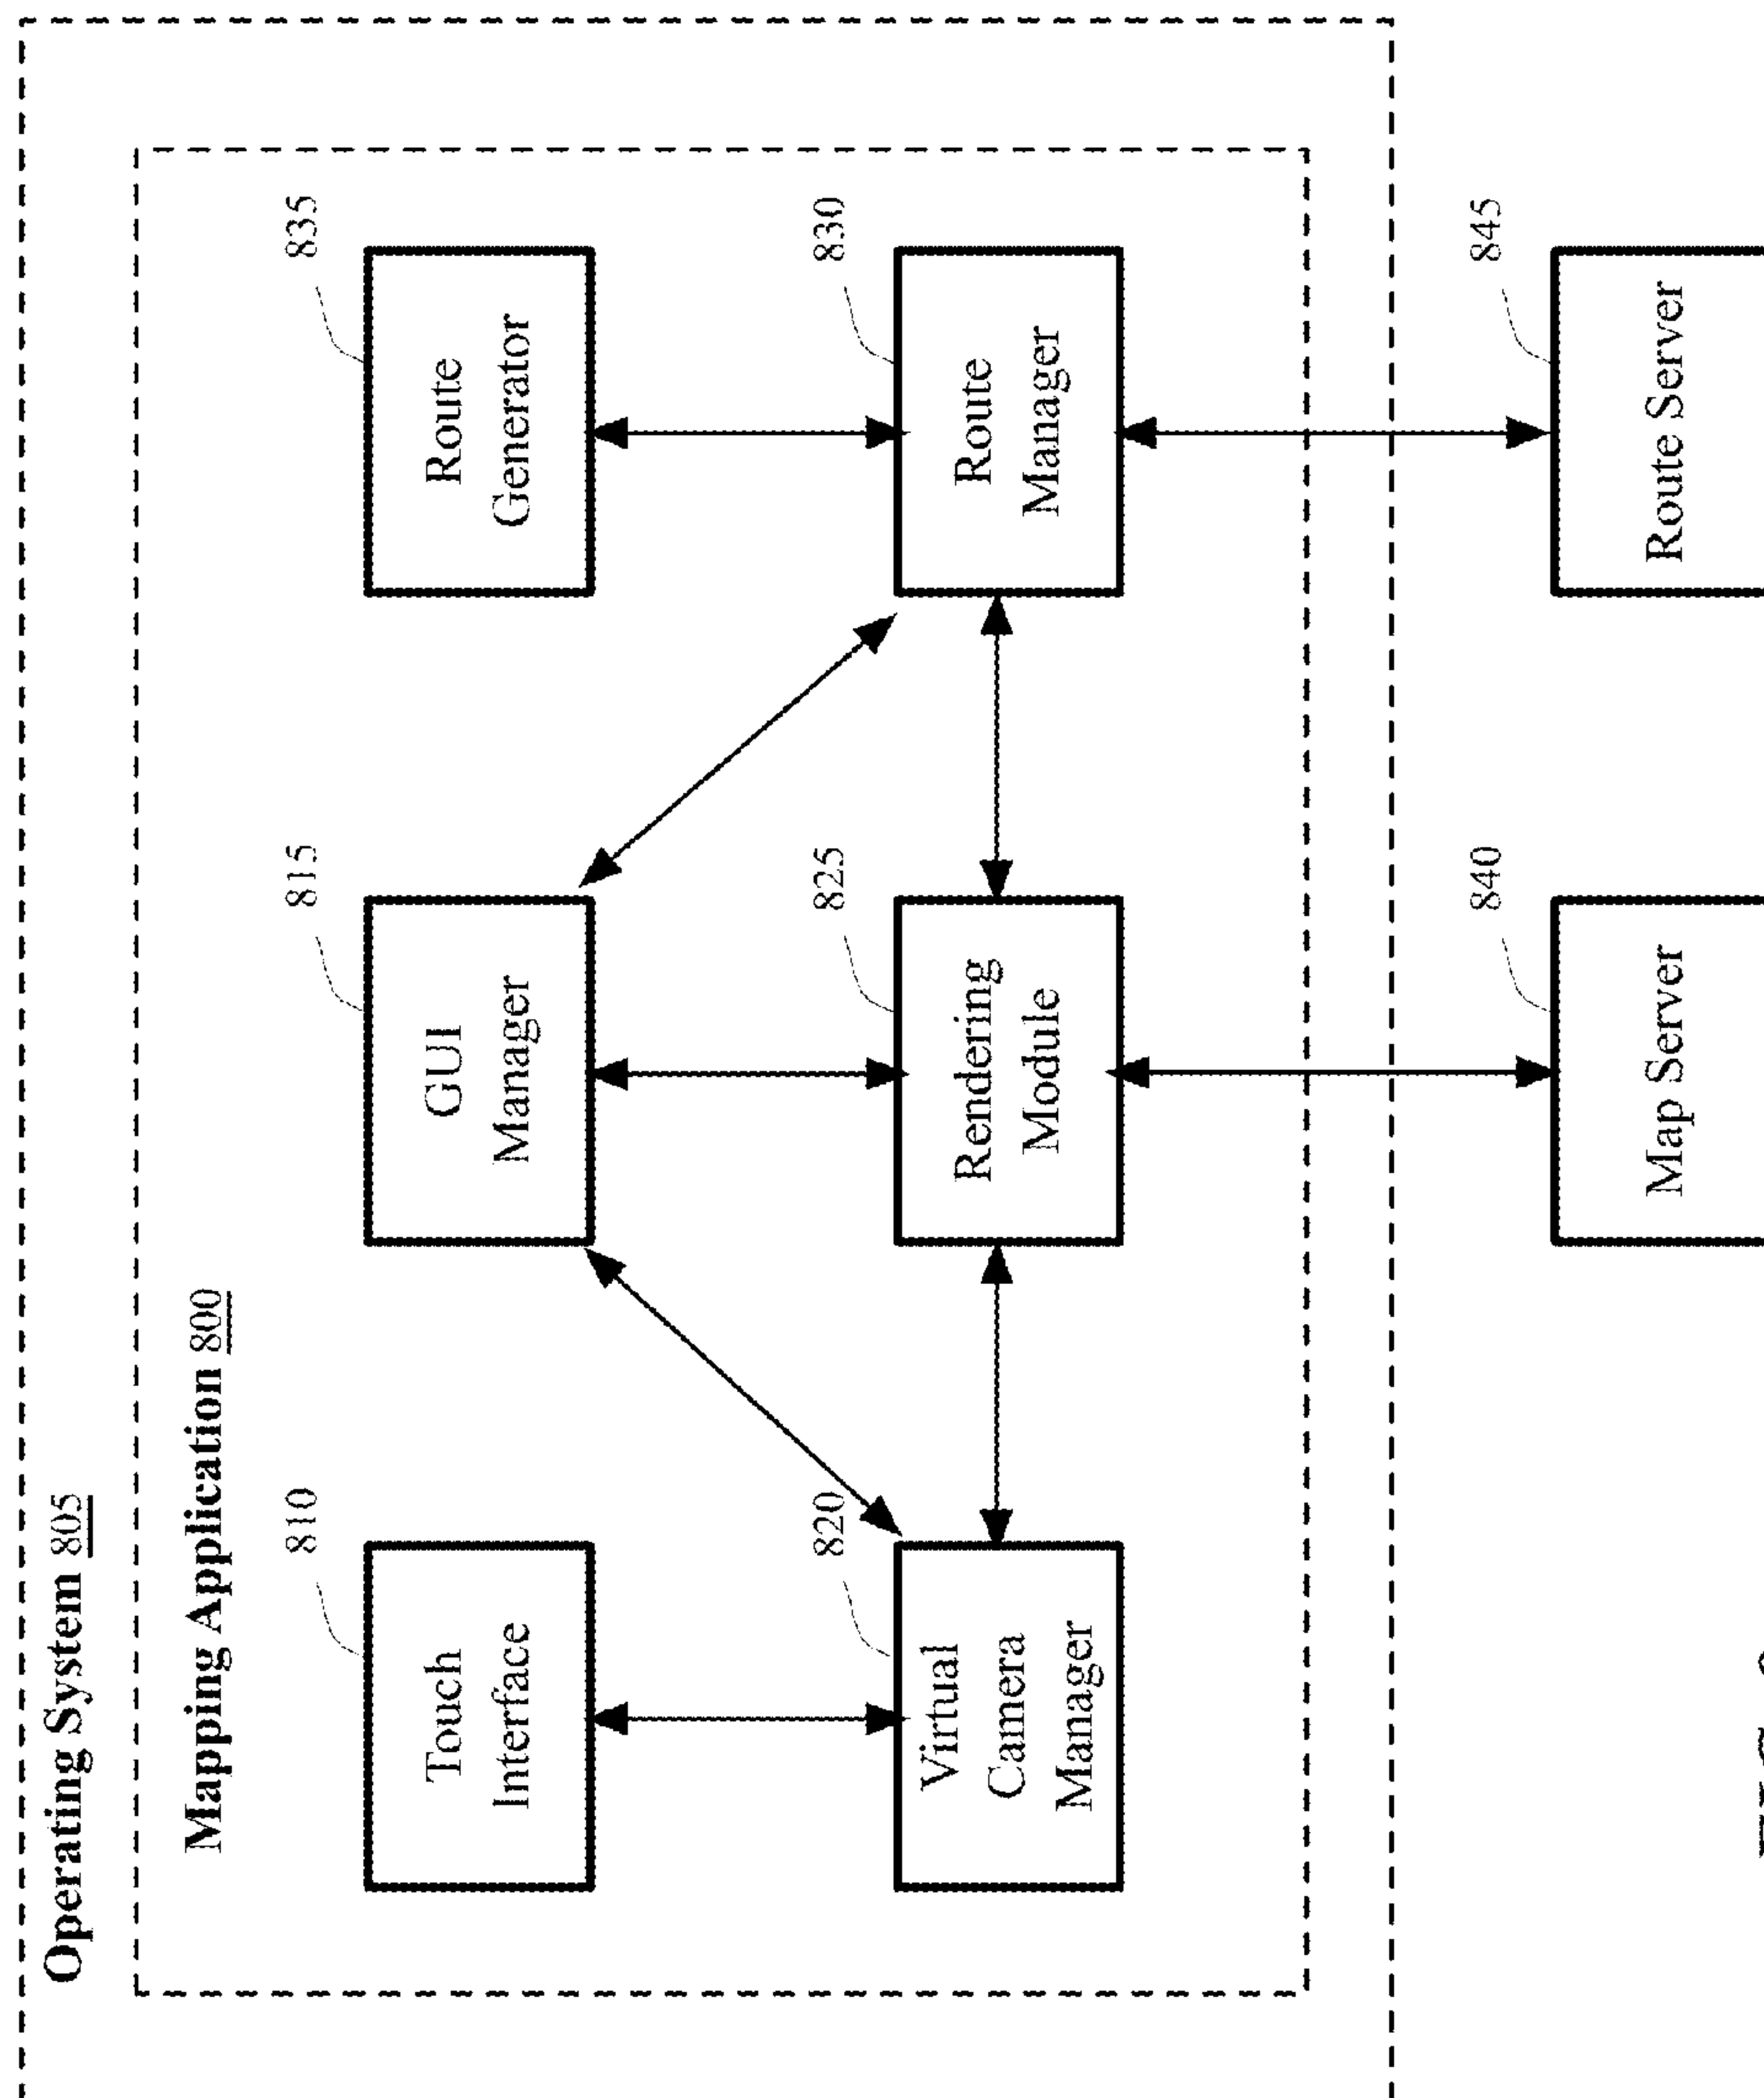 Operating System 805
Mapping Application 800
810
815
835
Touch
Interface
GUI
Manager
Route
Generator
820
825
830
Virtual
Camera
Manager
Rendering
Module
Route
Manager
840
845
Map Server
Route Server